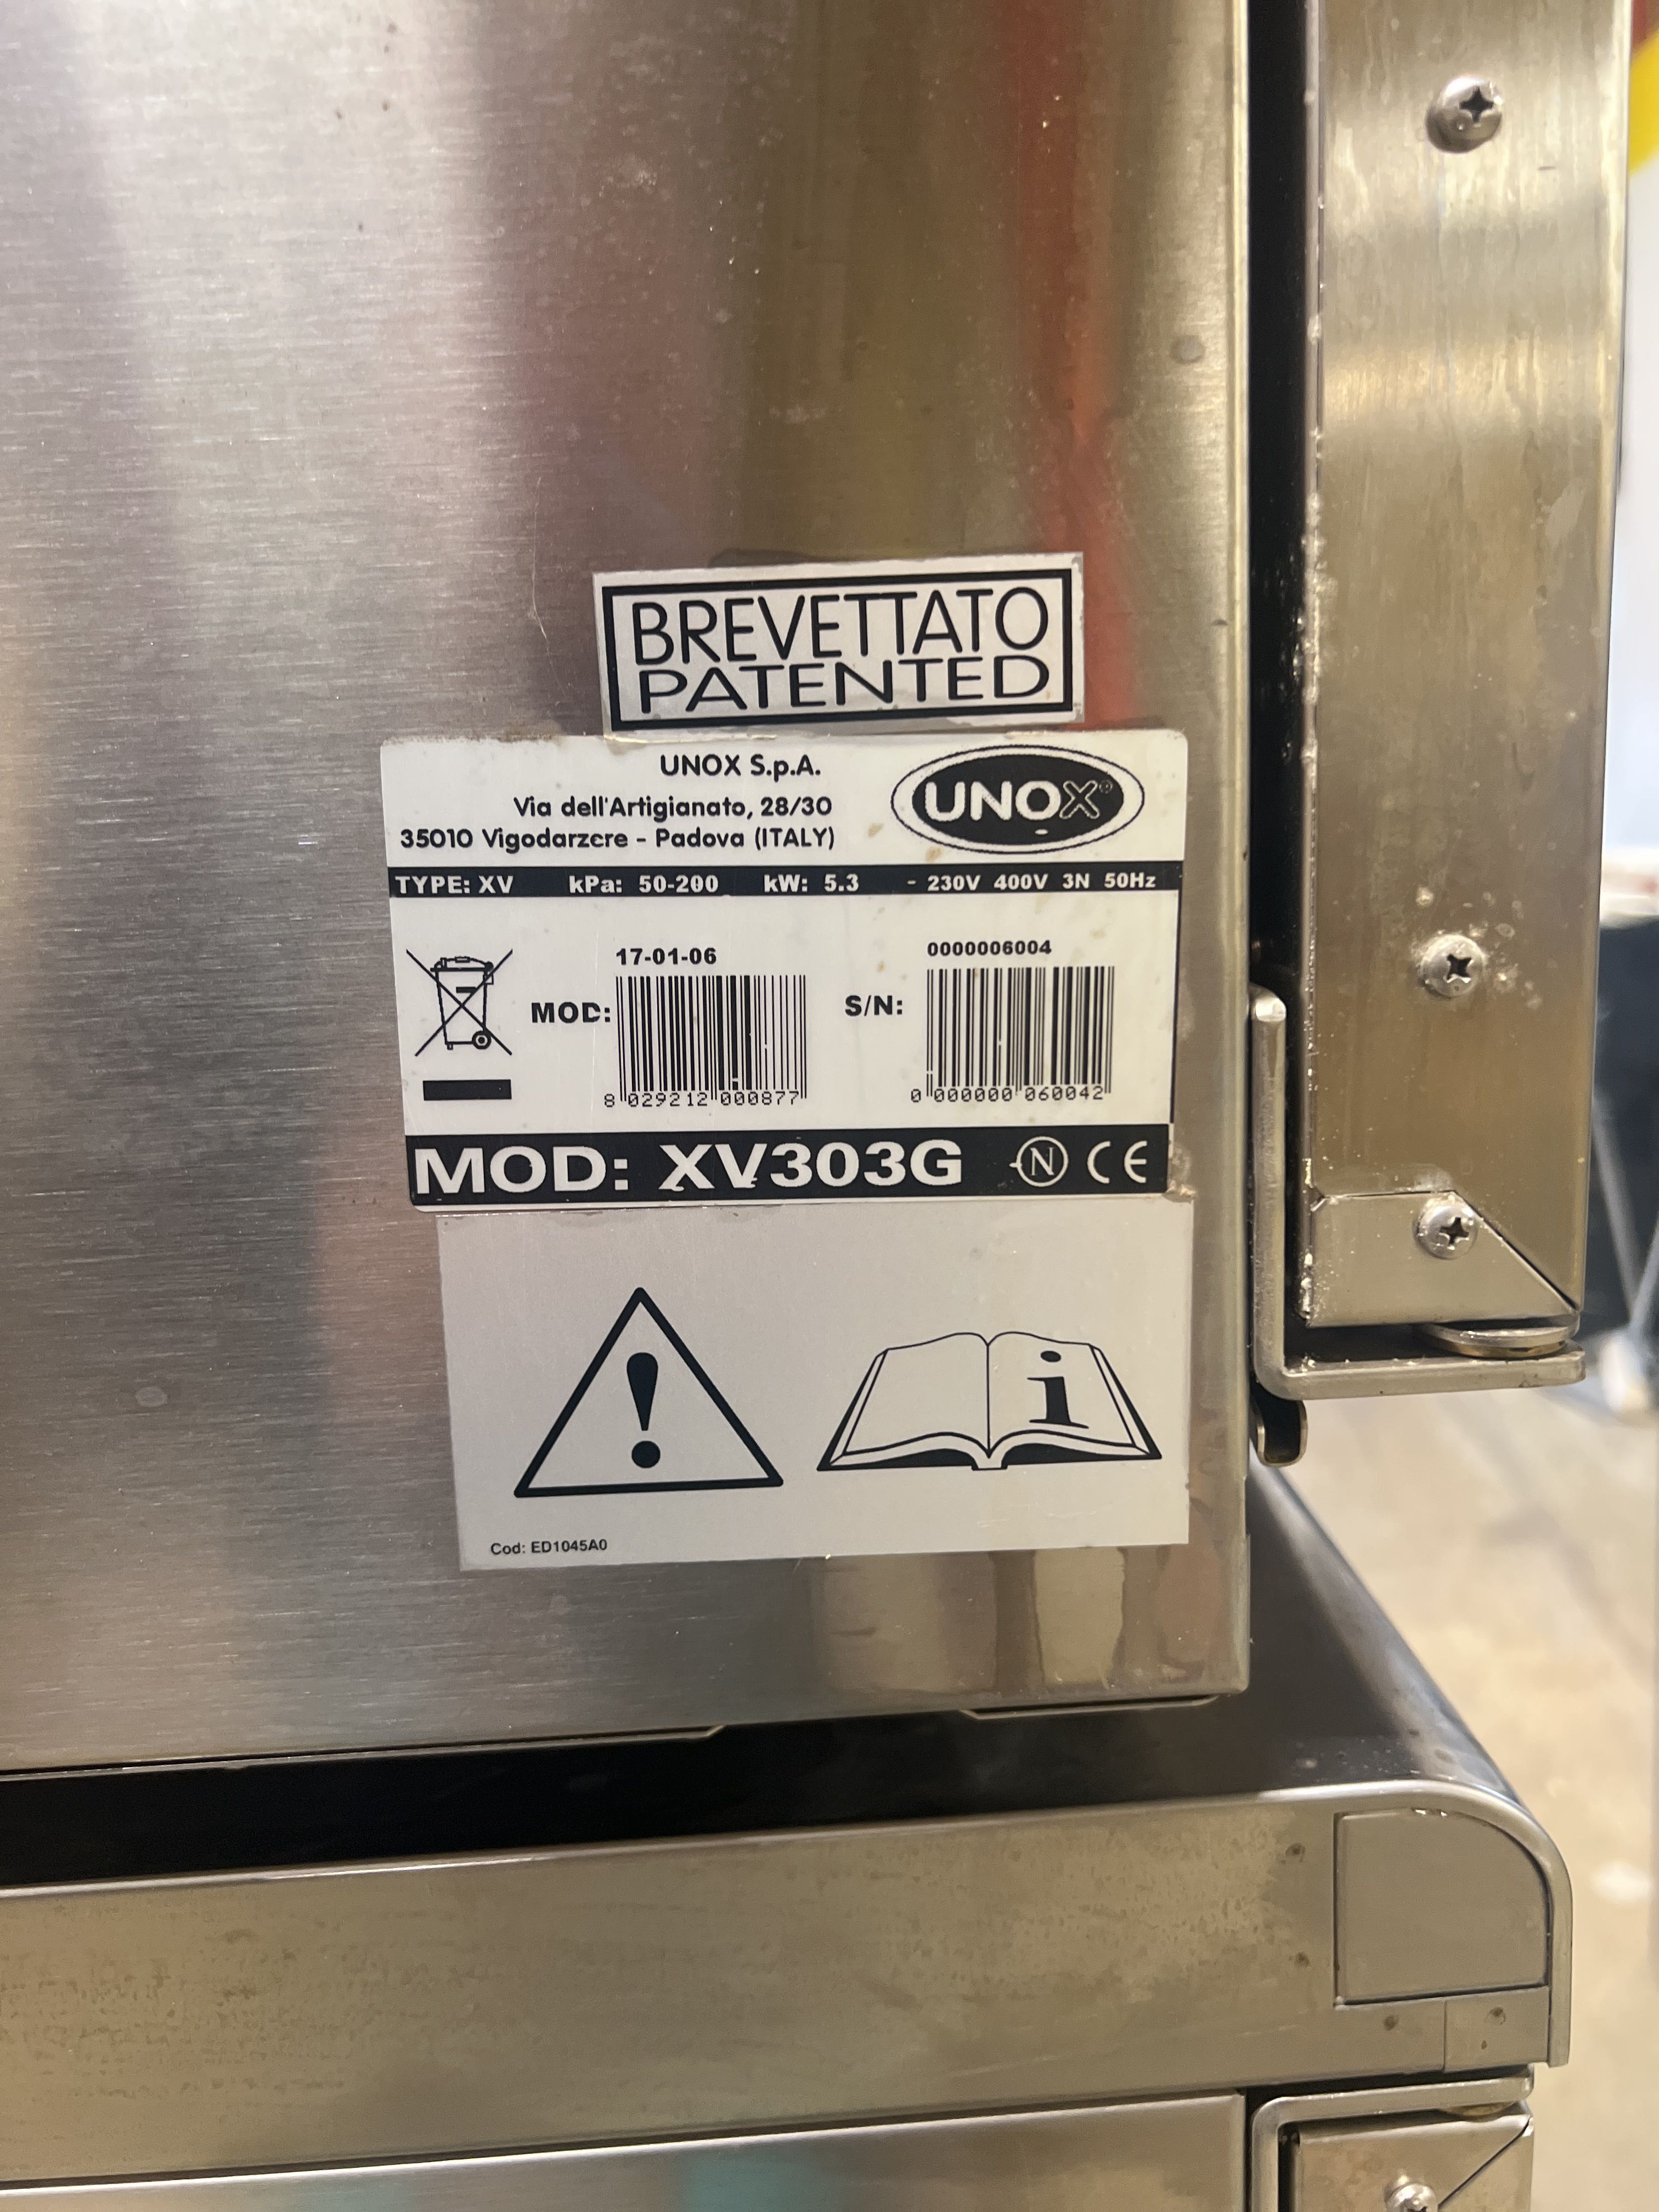 BREVETTATO
PATENTED
UNOX S.p.A.
Via dell'Artigianato, 28/30
35010 Vigodarzere - Padova (ITALY)
UNOX®
TYPE: XV kPa: 50-200 kW: 5.3 ~ 230V 400V 3N 50Hz
17-01-06
0000006004
MOD:
S/N:
8 029212 000877
0 000000 060042
MOD: XV303G N CE
!
i
Cod: ED1045A0